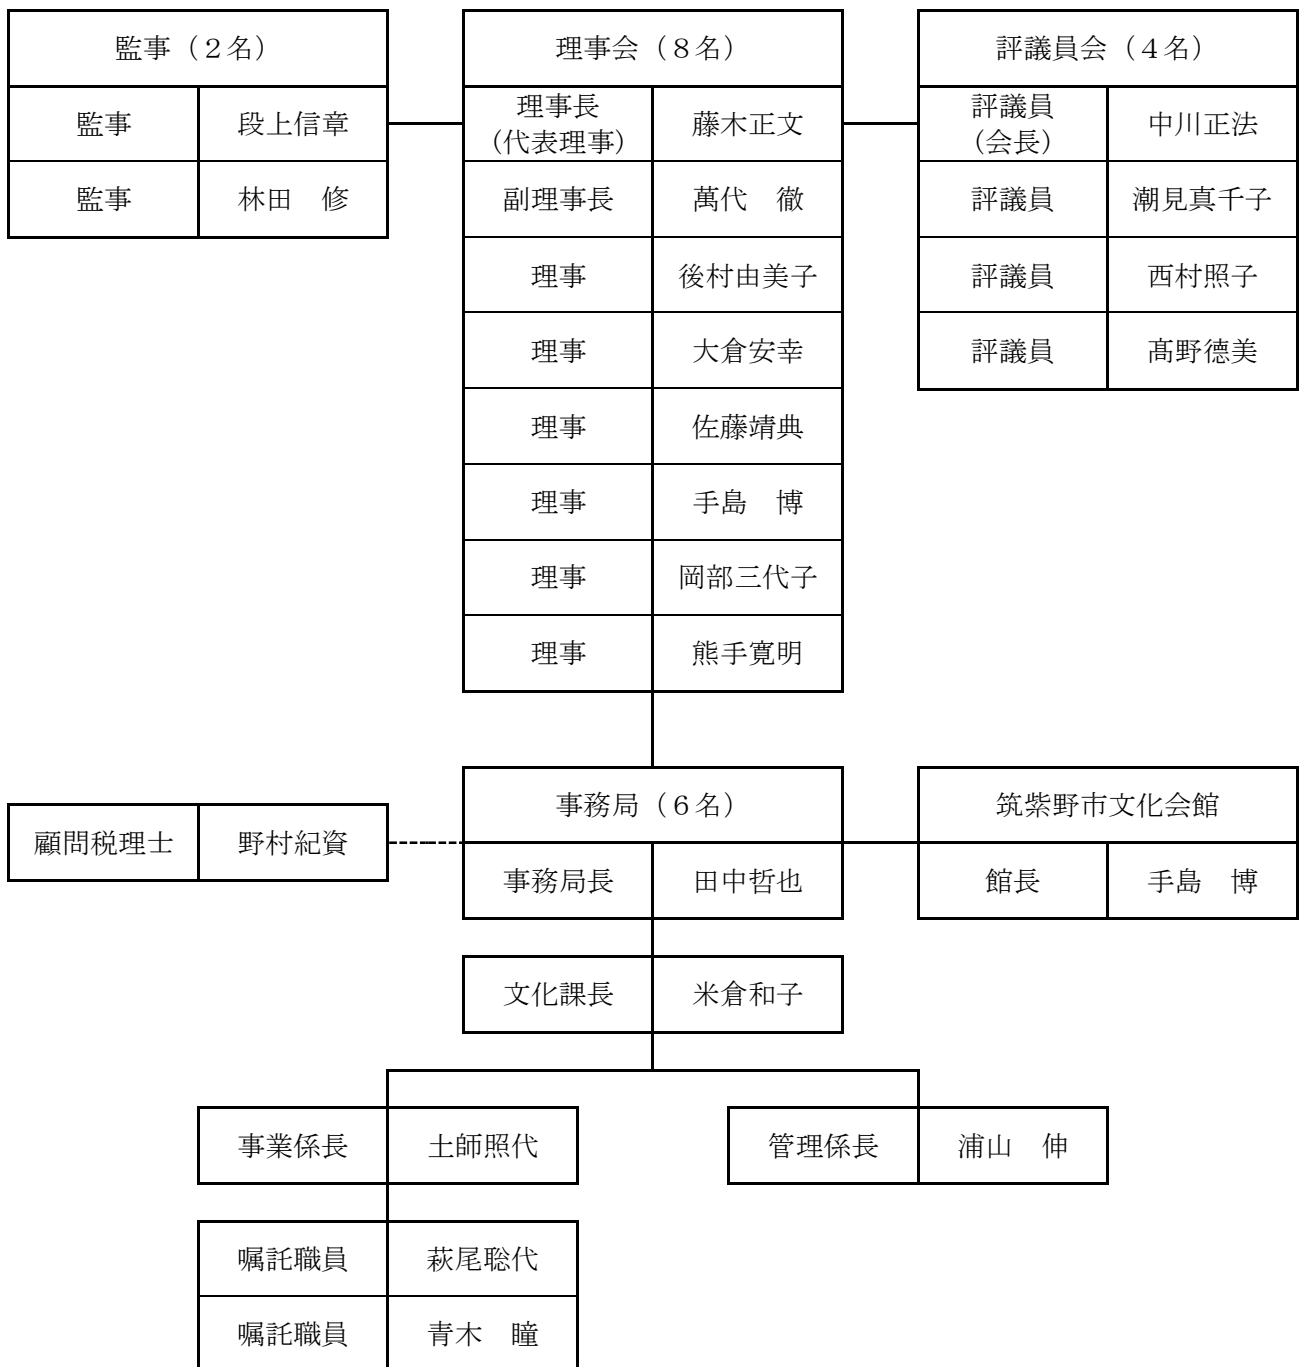 監事（２名）
監事　段上信章
監事　林田　修
理事会（８名）
理事長
(代表理事)　藤木正文
副理事長　萬代　徹
理事　後村由美子
理事　大倉安幸
理事　佐藤靖典
理事　手島　博
理事　岡部三代子
理事　熊手寛明
評議員会（４名）
評議員
(会長)　中川正法
評議員　潮見真千子
評議員　西村照子
評議員　髙野德美
顧問税理士　野村紀資
事務局（６名）
事務局長　田中哲也
筑紫野市文化会館
館長　手島　博
文化課長　米倉和子
事業係長　土師照代
管理係長　浦山　伸
嘱託職員　萩尾聡代
嘱託職員　青木　瞳